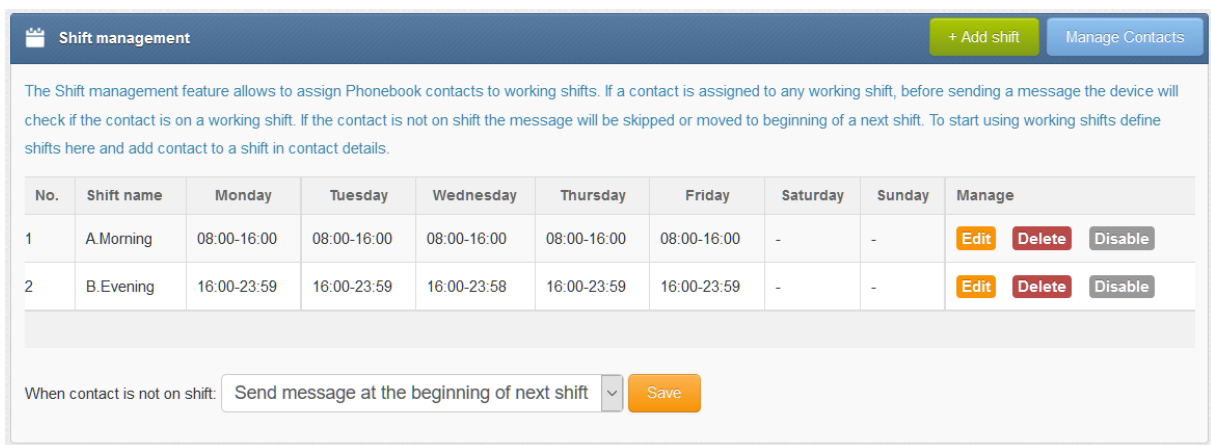 Shift management
+ Add shift
Manage Contacts
The Shift management feature allows to assign Phonebook contacts to working shifts. If a contact is assigned to any working shift, before sending a message the device will
check if the contact is on a working shift. If the contact is not on shift the message will be skipped or moved to beginning of a next shift. To start using working shifts define
shifts here and add contact to a shift in contact details.
No. Shift name Monday Tuesday Wednesday Thursday Friday Saturday Sunday Manage
1 A.Morning 08:00-16:00 08:00-16:00 08:00-16:00 08:00-16:00 08:00-16:00 - - Edit Delete Disable
2 B.Evening 16:00-23:59 16:00-23:59 16:00-23:58 16:00-23:59 16:00-23:59 - - Edit Delete Disable
When contact is not on shift: Send message at the beginning of next shift Save